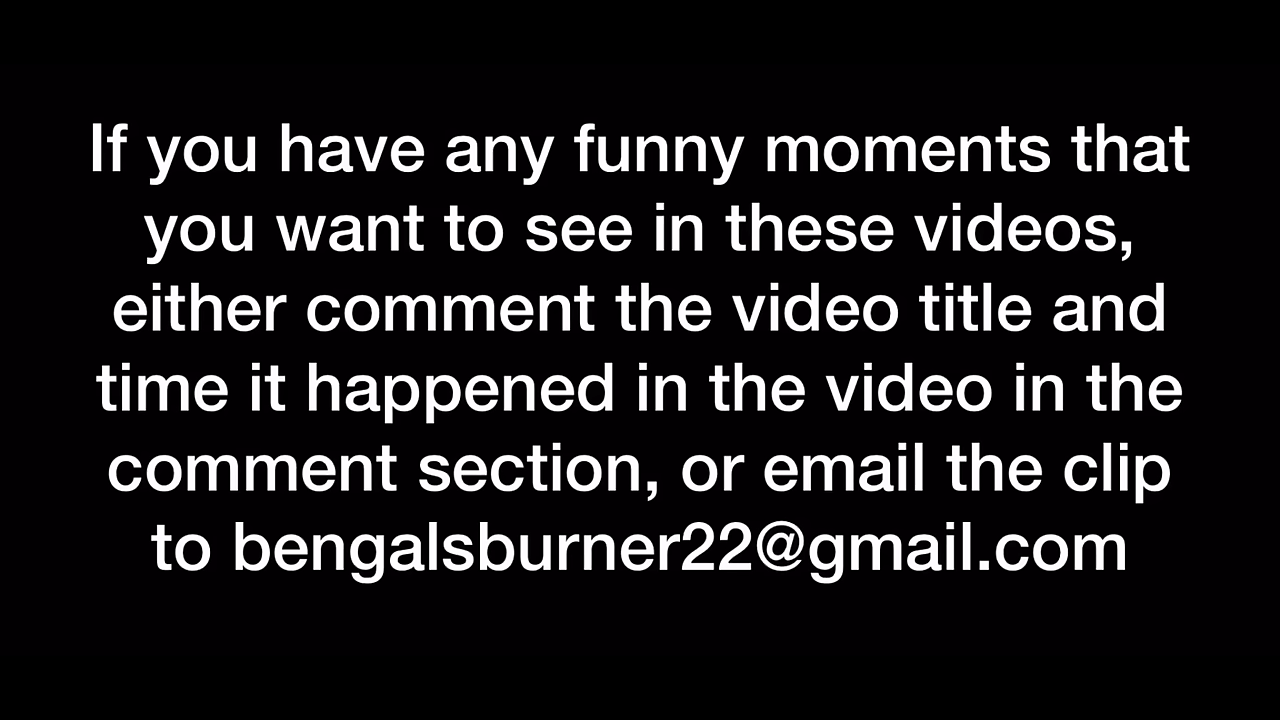 If you have any funny moments that
you want to see in these videos,
either comment the video title and
time it happened in the video in the
comment section, or email the clip
to bengalsburner22@gmail.com